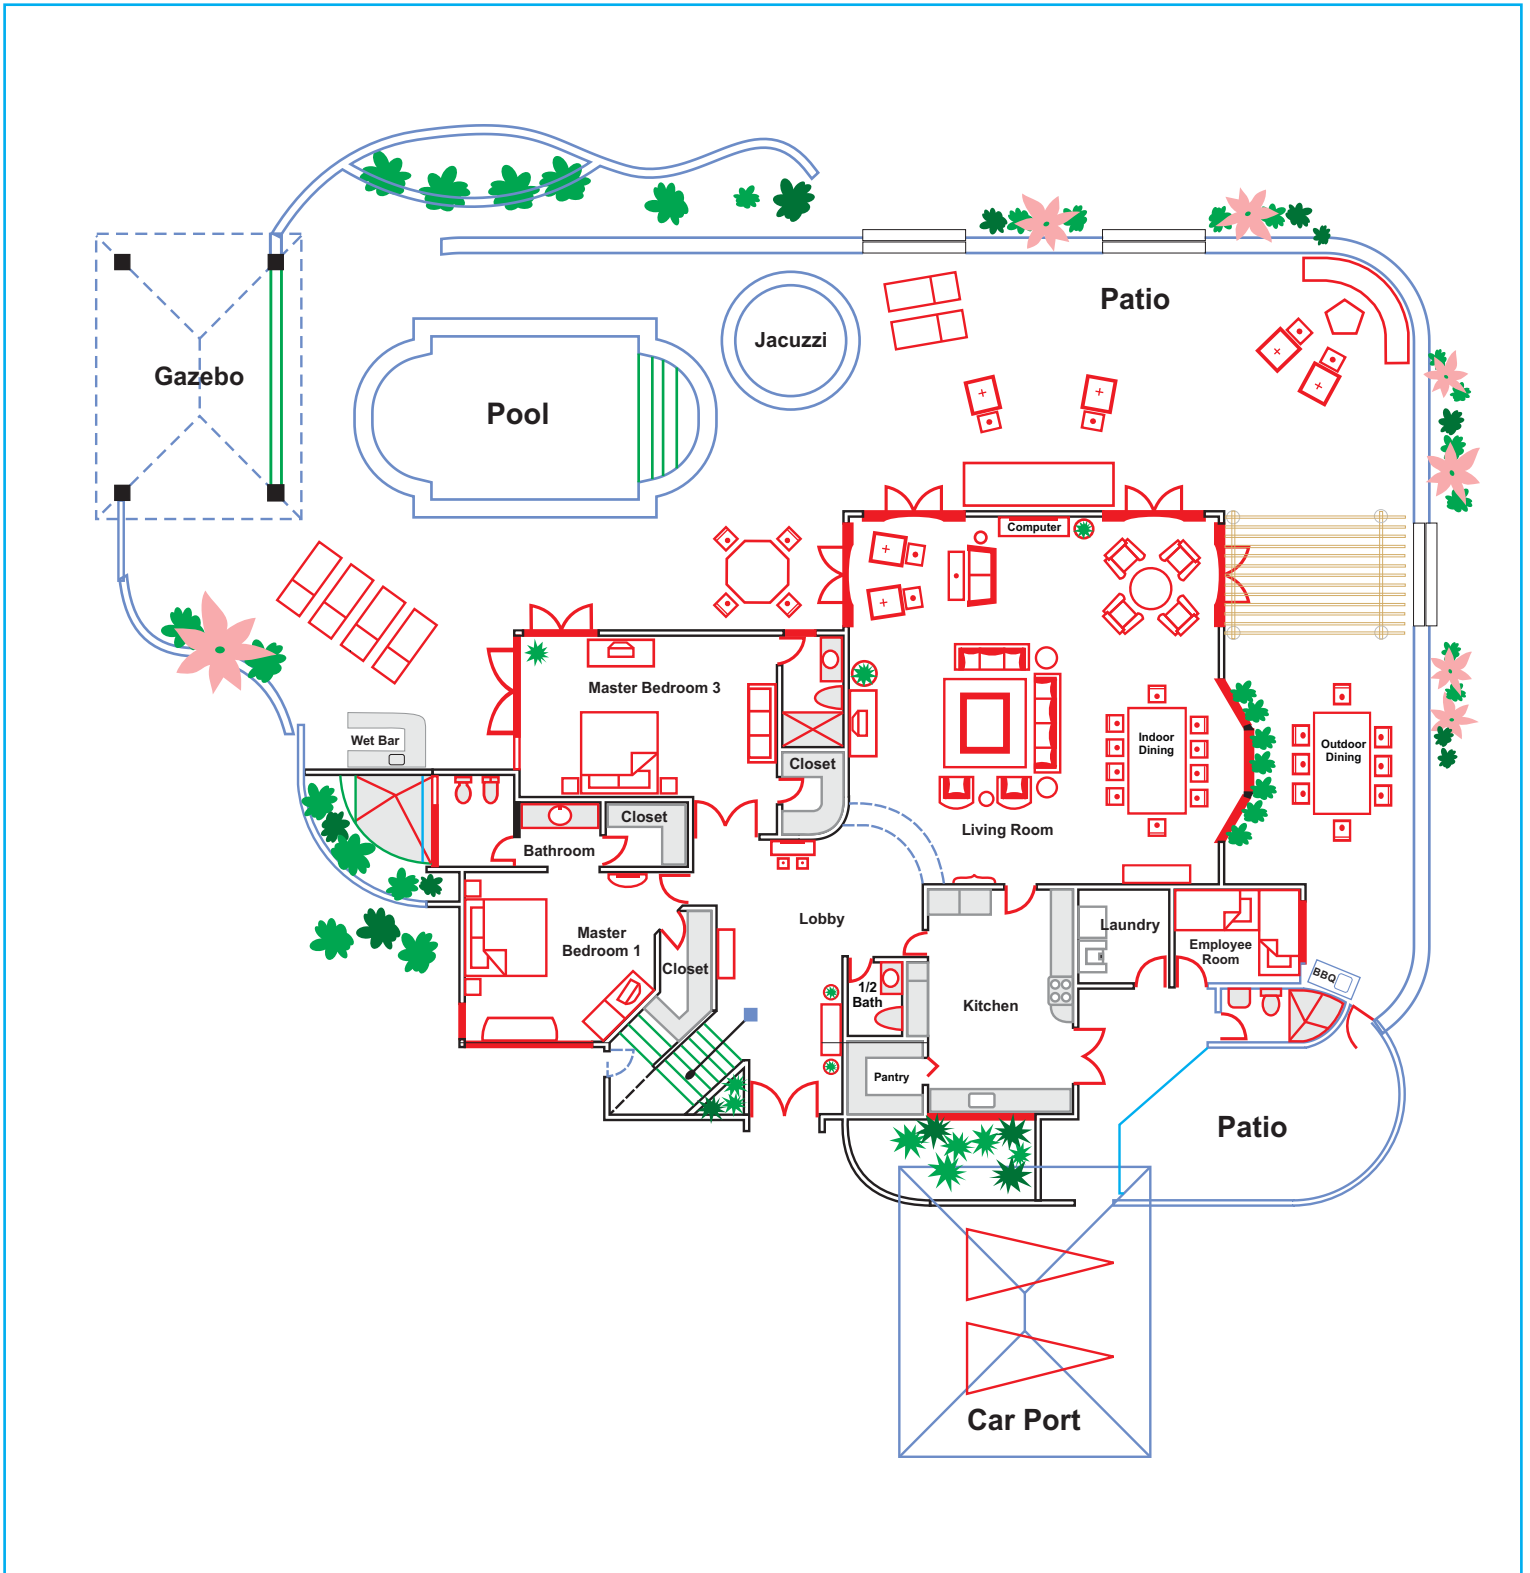 Patio
Jacuzzi
Gazebo
Pool
Computer
Master Bedroom 3
Wet Bar
Indoor
Dining
Outdoor
Dining
Closet
Closet
Living Room
Bathroom
Lobby
Laundry
Master
Bedroom 1
Employee
Room
Closet
BBQ
1/2
Bath
Kitchen
Pantry
Patio
Car Port